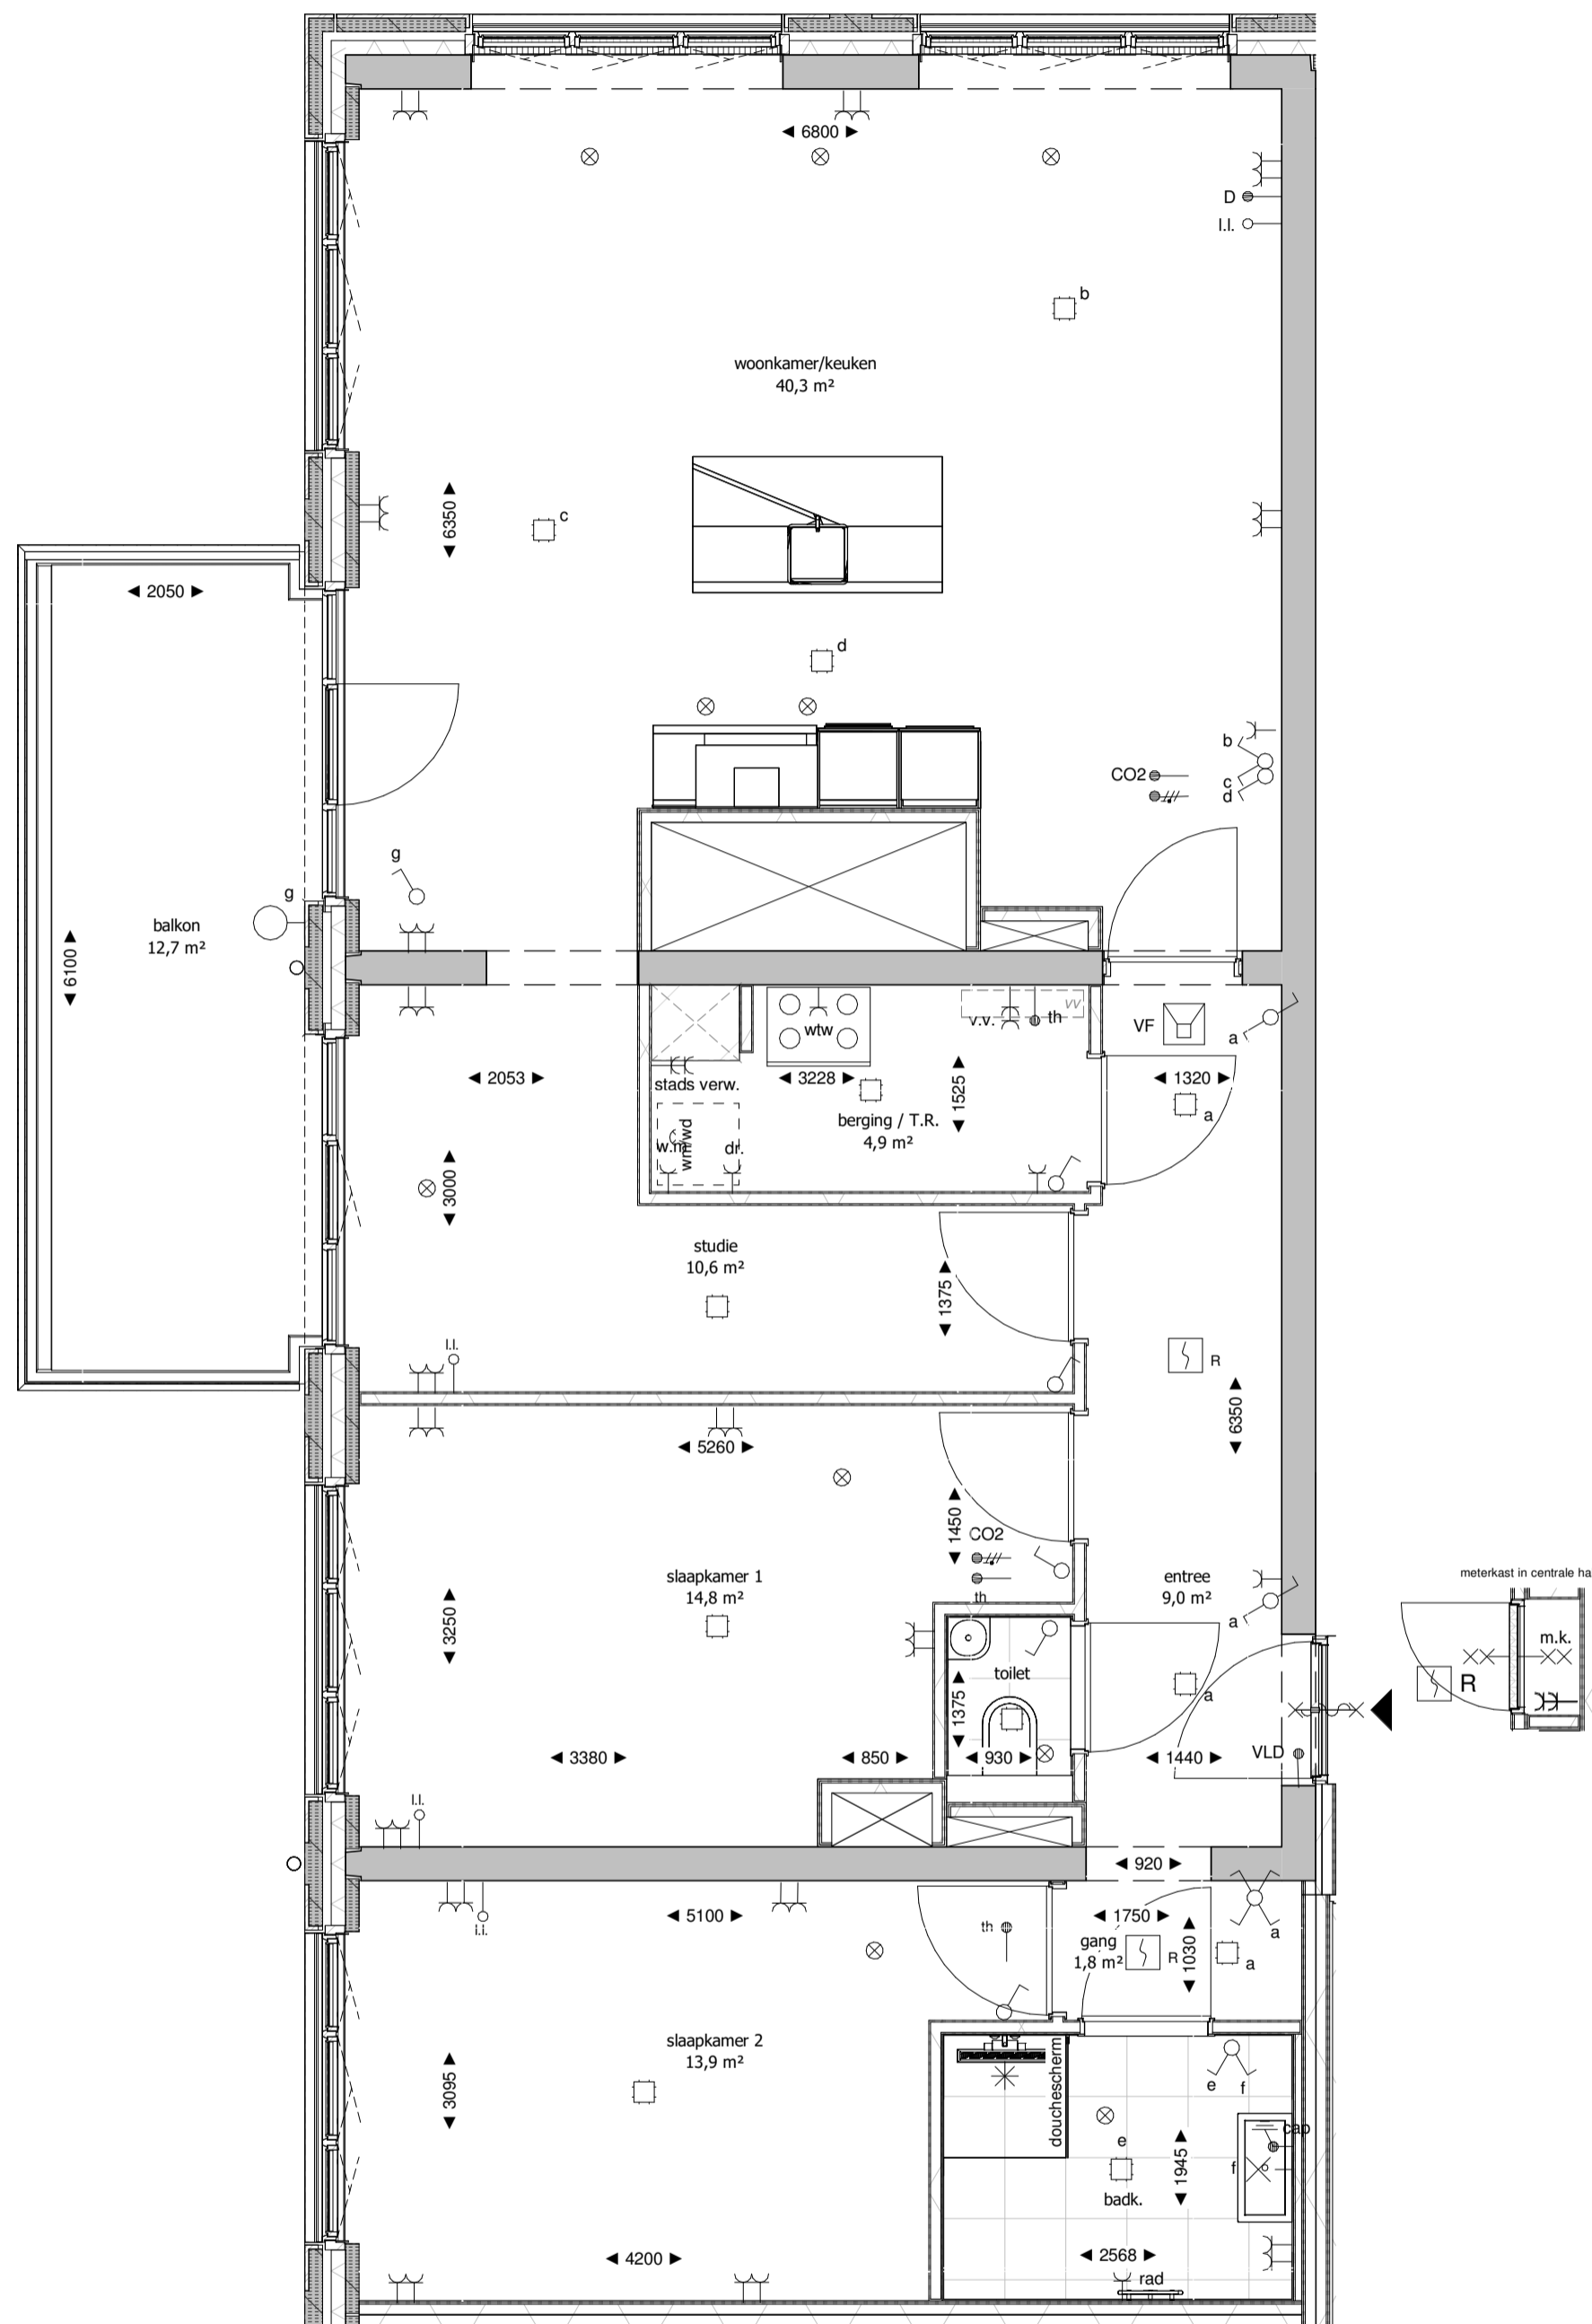 6800
D
l.l.
b
woonkamer/keuken
40,3 m²
6350
c
2050
d
b
CO2
c
d
g
g
balkon
12,7 m²
6100
VF
a
v.v.
vv
th
wtw
2053
stads verw.
3228
1525
1320
a
berging / T.R.
4,9 m²
w.m
wm/wd
dr.
3000
studie
10,6 m²
1375
l.l.
R
6350
5260
1450
CO2
th
slaapkamer 1
14,8 m²
entree
9,0 m²
meterkast in centrale ha
3250
a
m.k.
R
toilet
1375
a
3380
850
930
1440
VLD
l.l.
920
5100
l.l.
th
1750
gang
1,8 m²
R
1030
a
a
slaapkamer 2
13,9 m²
3095
douchescherm
e
f
cap
e
f
1945
badk.
4200
2568
rad